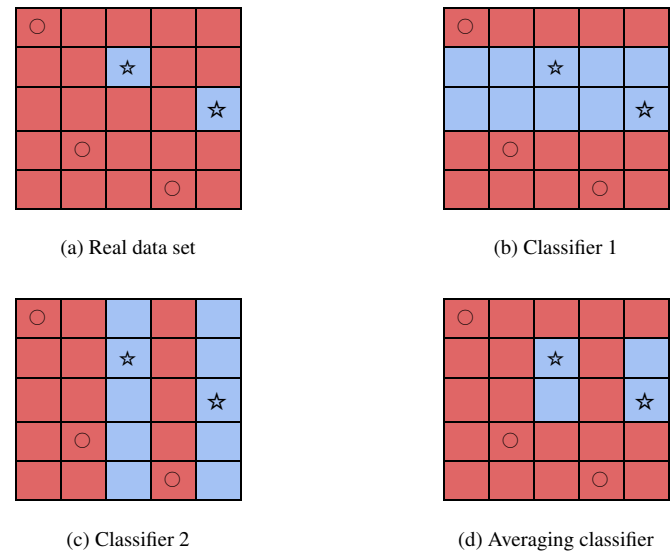 (a) Real data set
(b) Classifier 1
(c) Classifier 2
(d) Averaging classifier